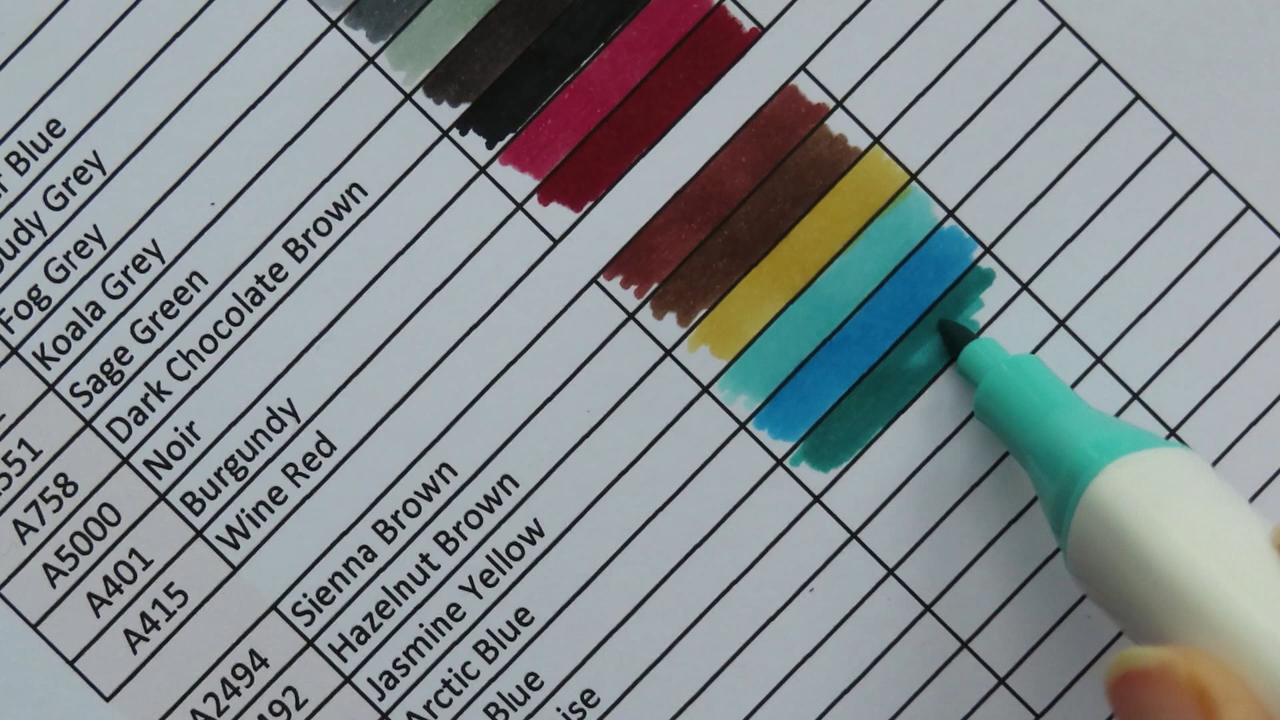 Blue
Grey
Fog Grey
Koala Grey
551 Sage Green
A758 Dark Chocolate Brown
A5000 Noir
A401 Burgundy
A415 Wine Red
A2494 Sienna Brown
Hazelnut Brown
Jasmine Yellow
Arctic Blue
Blue